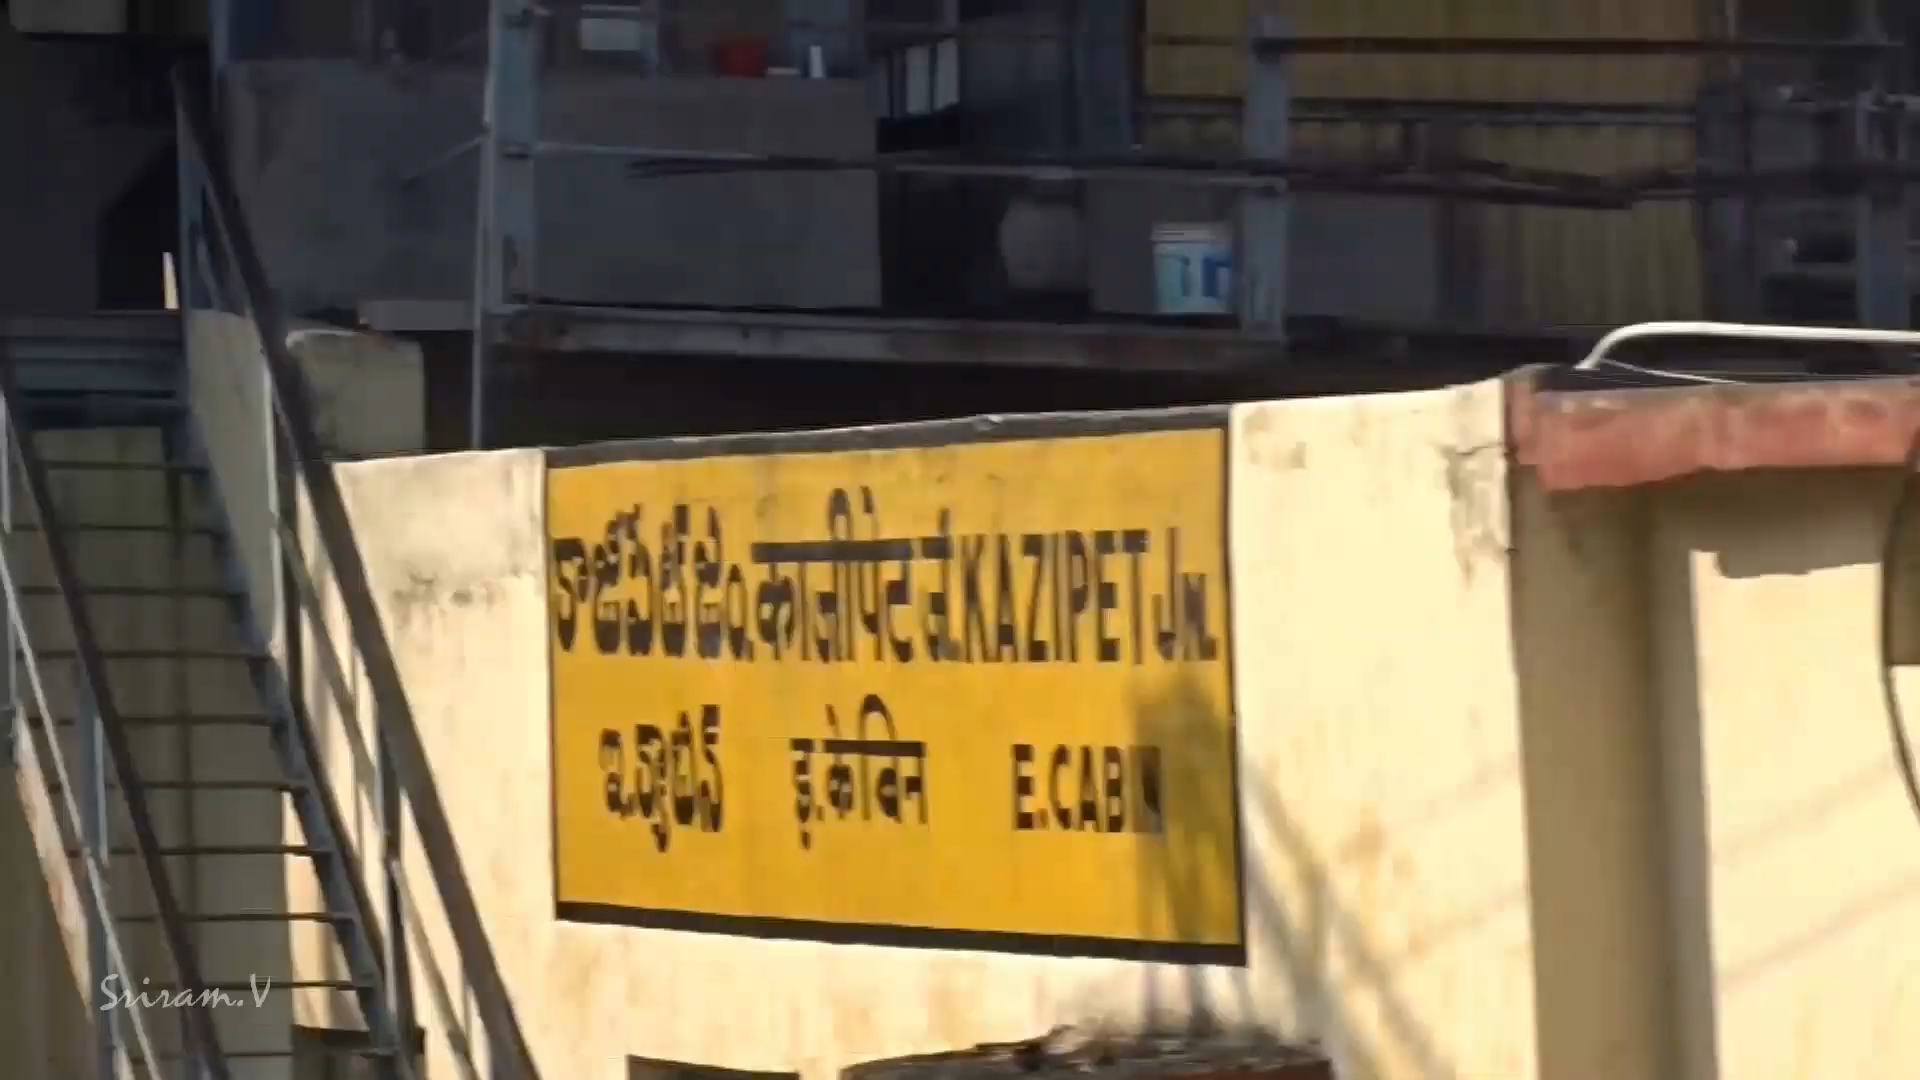 కాజీపేట జం. काजीपेट जं. KAZIPET Jn.
ఇ.క్యాబిన్ इ.केबिन E.CABIN
Sriram.V